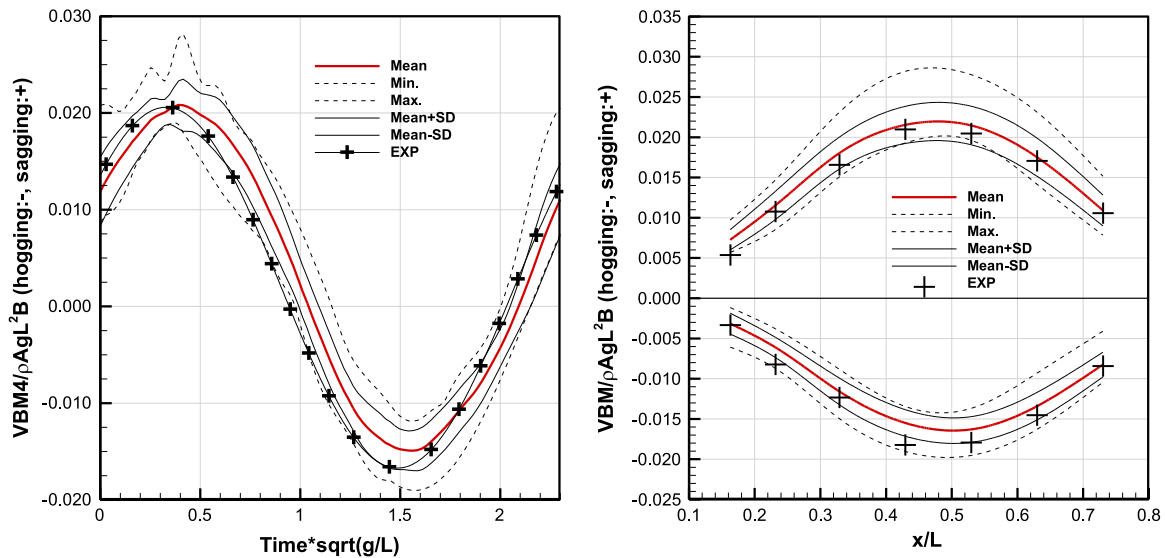 VBM4/ρAgL²B (hogging:-, sagging:+)
0.030
0.020
0.010
0.000
-0.010
-0.020
0
0.5
1
1.5
2
Time*sqrt(g/L)
Mean
Min.
Max.
Mean+SD
Mean-SD
EXP
VBM/ρAgL²B (hogging:-, sagging:+)
0.035
0.030
0.025
0.020
0.015
0.010
0.005
0.000
-0.005
-0.010
-0.015
-0.020
-0.025
0.1
0.2
0.3
0.4
0.5
0.6
0.7
0.8
x/L
Mean
Min.
Max.
Mean+SD
Mean-SD
EXP